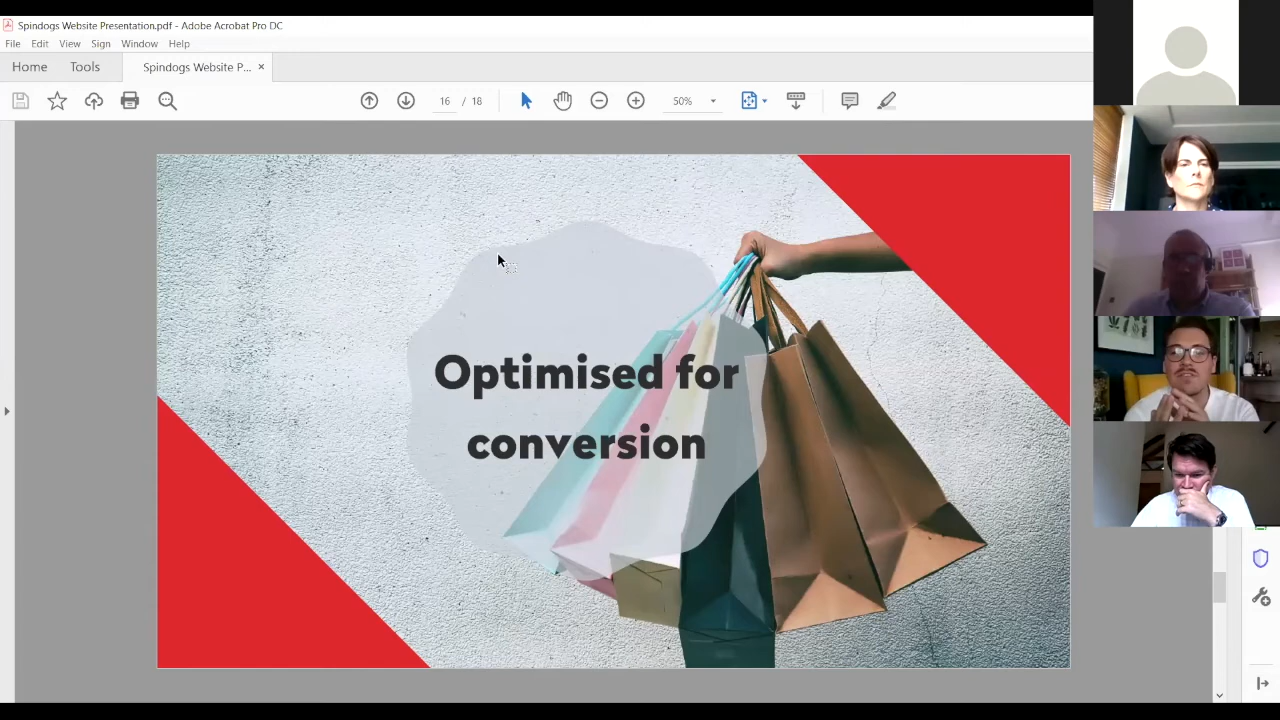 Spindogs Website Presentation.pdf - Adobe Acrobat Pro DC
File Edit View Sign Window Help
Home Tools Spindogs Website P... ×
16 / 18 50%
Optimised for
conversion